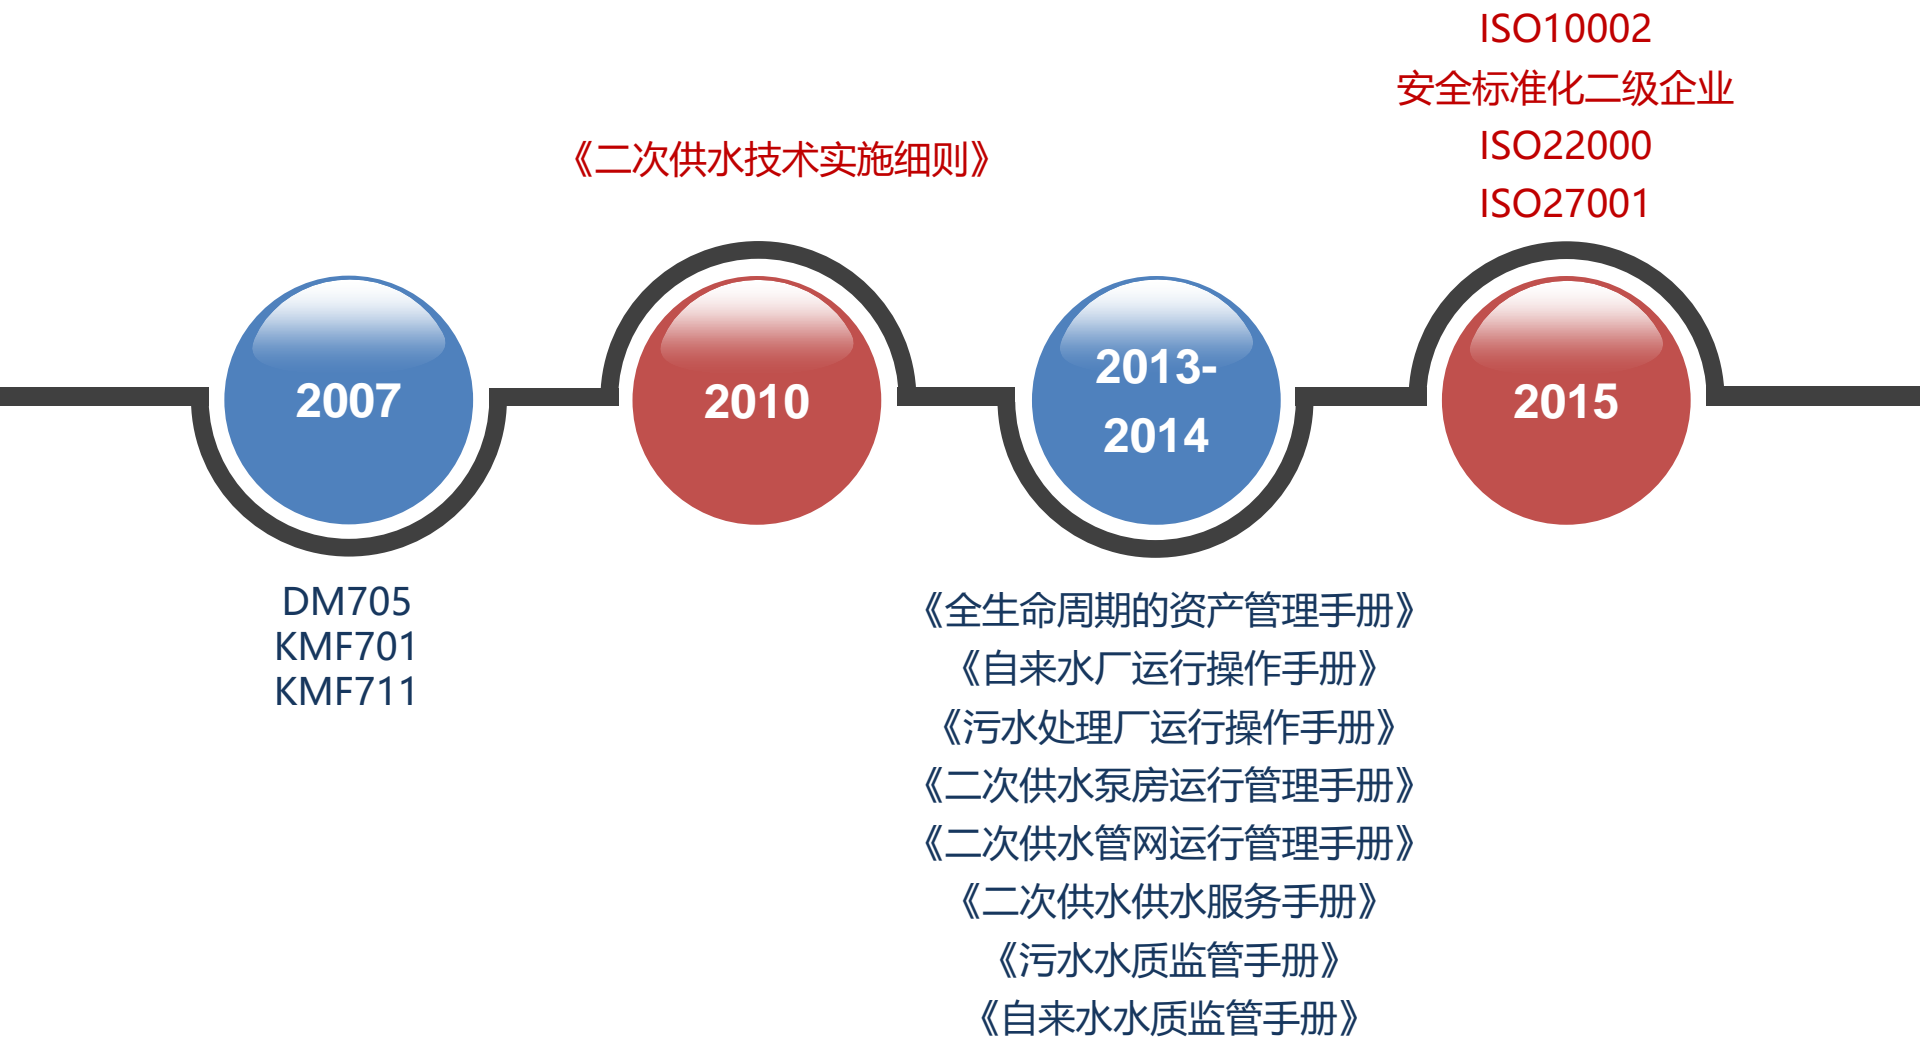 ISO10002
安全标准化二级企业
ISO22000
ISO27001
《二次供水技术实施细则》
2007
2010
2013-
2014
2015
DM705
KMF701
KMF711
《全生命周期的资产管理手册》
《自来水厂运行操作手册》
《污水处理厂运行操作手册》
《二次供水泵房运行管理手册》
《二次供水管网运行管理手册》
《二次供水供水服务手册》
《污水水质监管手册》
《自来水水质监管手册》